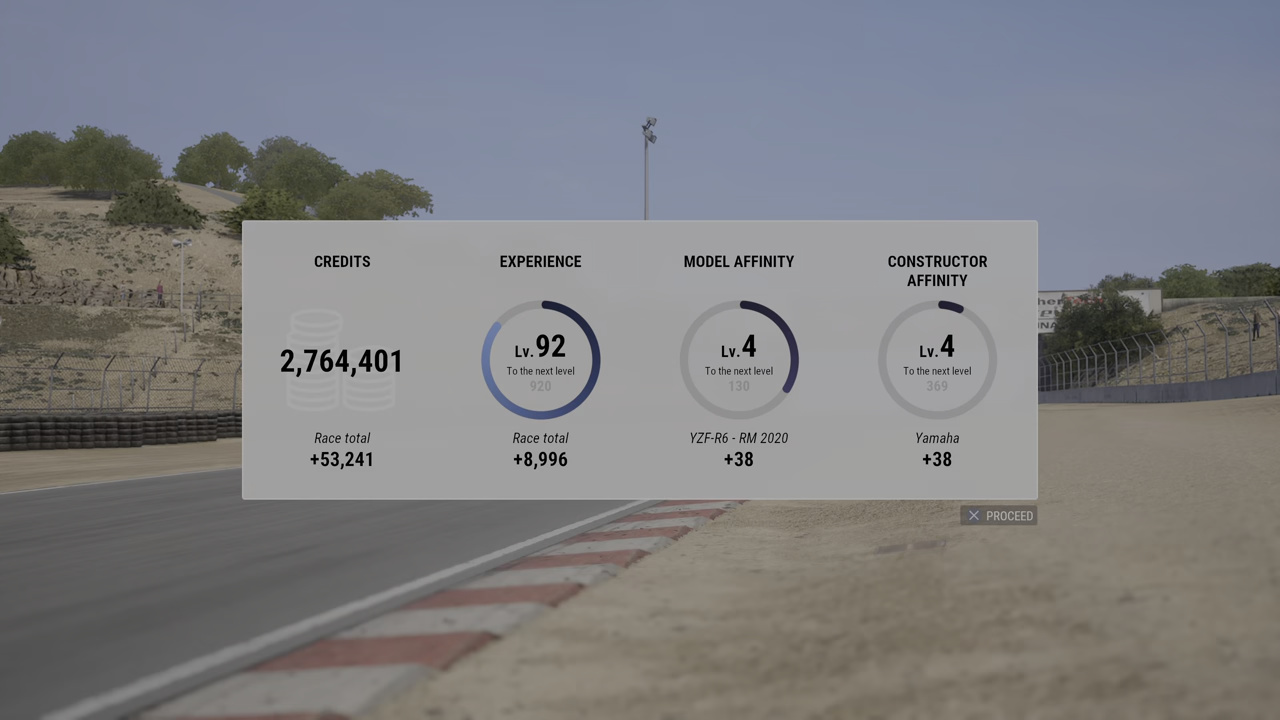 CREDITS
2,764,401
Race total
+53,241
EXPERIENCE
Lv.92
To the next level
920
Race total
+8,996
MODEL AFFINITY
Lv.4
To the next level
130
YZF-R6 - RM 2020
+38
CONSTRUCTOR
AFFINITY
Lv.4
To the next level
369
Yamaha
+38
PROCEED